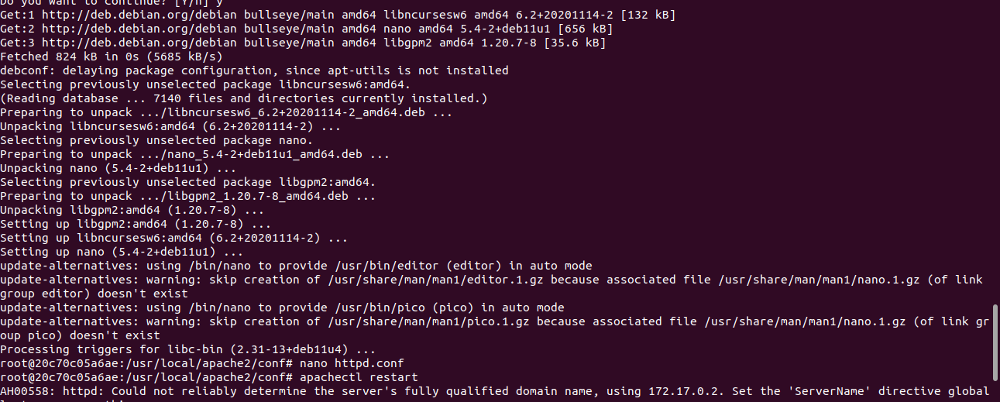 Do you want to continue? [Y/n] y
Get:1 http://deb.debian.org/debian bullseye/main amd64 libncursesw6 amd64 6.2+20201114-2 [132 kB]
Get:2 http://deb.debian.org/debian bullseye/main amd64 nano amd64 5.4-2+deb11u1 [656 kB]
Get:3 http://deb.debian.org/debian bullseye/main amd64 libgpm2 amd64 1.20.7-8 [35.6 kB]
Fetched 824 kB in 0s (5685 kB/s)
debconf: delaying package configuration, since apt-utils is not installed
Selecting previously unselected package libncursesw6:amd64.
(Reading database ... 7140 files and directories currently installed.)
Preparing to unpack .../libncursesw6_6.2+20201114-2_amd64.deb ...
Unpacking libncursesw6:amd64 (6.2+20201114-2) ...
Selecting previously unselected package nano.
Preparing to unpack .../nano_5.4-2+deb11u1_amd64.deb ...
Unpacking nano (5.4-2+deb11u1) ...
Selecting previously unselected package libgpm2:amd64.
Preparing to unpack .../libgpm2_1.20.7-8_amd64.deb ...
Unpacking libgpm2:amd64 (1.20.7-8) ...
Setting up libgpm2:amd64 (1.20.7-8) ...
Setting up libncursesw6:amd64 (6.2+20201114-2) ...
Setting up nano (5.4-2+deb11u1) ...
update-alternatives: using /bin/nano to provide /usr/bin/editor (editor) in auto mode
update-alternatives: warning: skip creation of /usr/share/man/man1/editor.1.gz because associated file /usr/share/man/man1/nano.1.gz (of link
group editor) doesn't exist
update-alternatives: using /bin/nano to provide /usr/bin/pico (pico) in auto mode
update-alternatives: warning: skip creation of /usr/share/man/man1/pico.1.gz because associated file /usr/share/man/man1/nano.1.gz (of link gr
oup pico) doesn't exist
Processing triggers for libc-bin (2.31-13+deb11u4) ...
root@20c70c05a6ae:/usr/local/apache2/conf# nano httpd.conf
root@20c70c05a6ae:/usr/local/apache2/conf# apachectl restart
AH00558: httpd: Could not reliably determine the server's fully qualified domain name, using 172.17.0.2. Set the 'ServerName' directive global